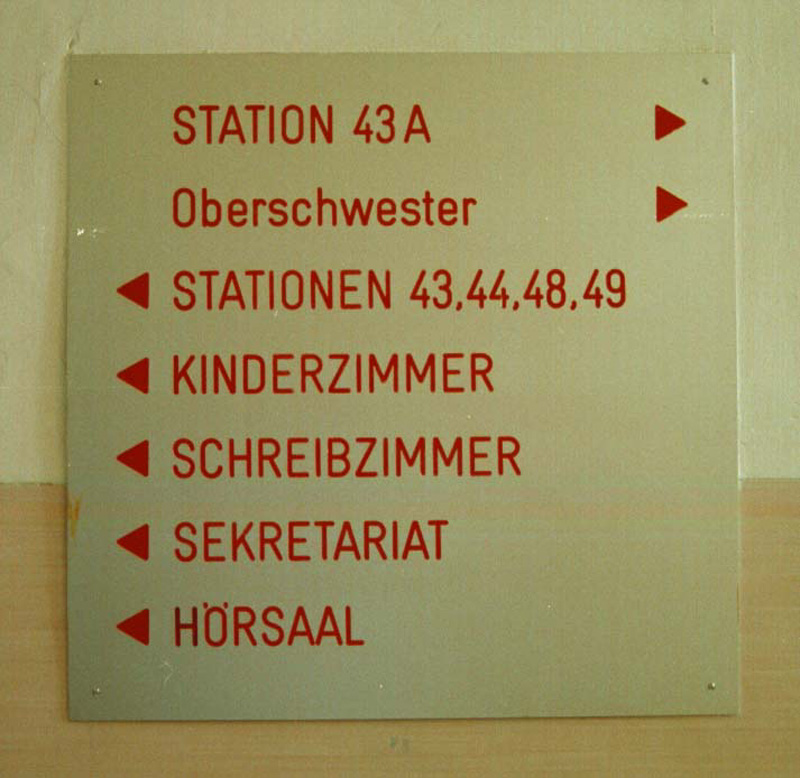 STATION 43A
Oberschwester
STATIONEN 43,44,48,49
KINDERZIMMER
SCHREIBZIMMER
SEKRETARIAT
HÖRSAAL